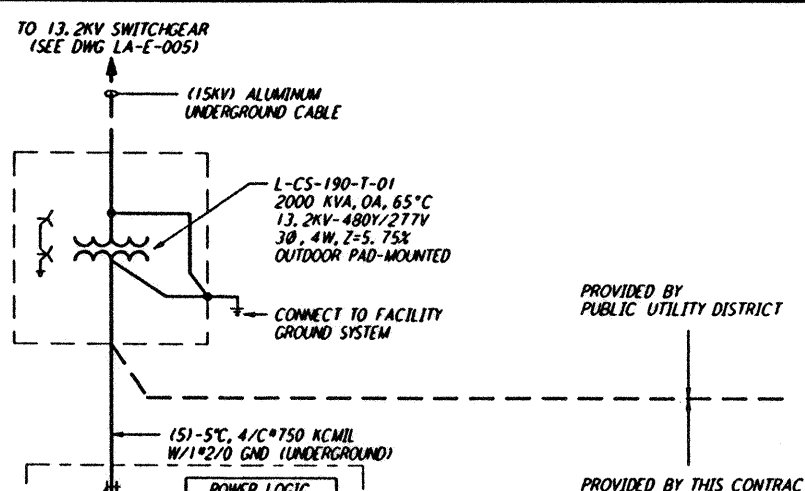 TO 13.2KV SWITCHGEAR
(SEE DWG LA-E-005)
(15KV) ALUMINUM
UNDERGROUND CABLE
L-CS-190-T-01
2000 KVA, OA, 65°C
13.2KV-480Y/277V
3Ø, 4W, Z=5.75%
OUTDOOR PAD-MOUNTED
CONNECT TO FACILITY
GROUND SYSTEM
PROVIDED BY
PUBLIC UTILITY DISTRICT
(5)-5"C, 4/C#750 KCMIL
W/1#2/0 GND (UNDERGROUND)
POWER LOGIC
PROVIDED BY THIS CONTRAC